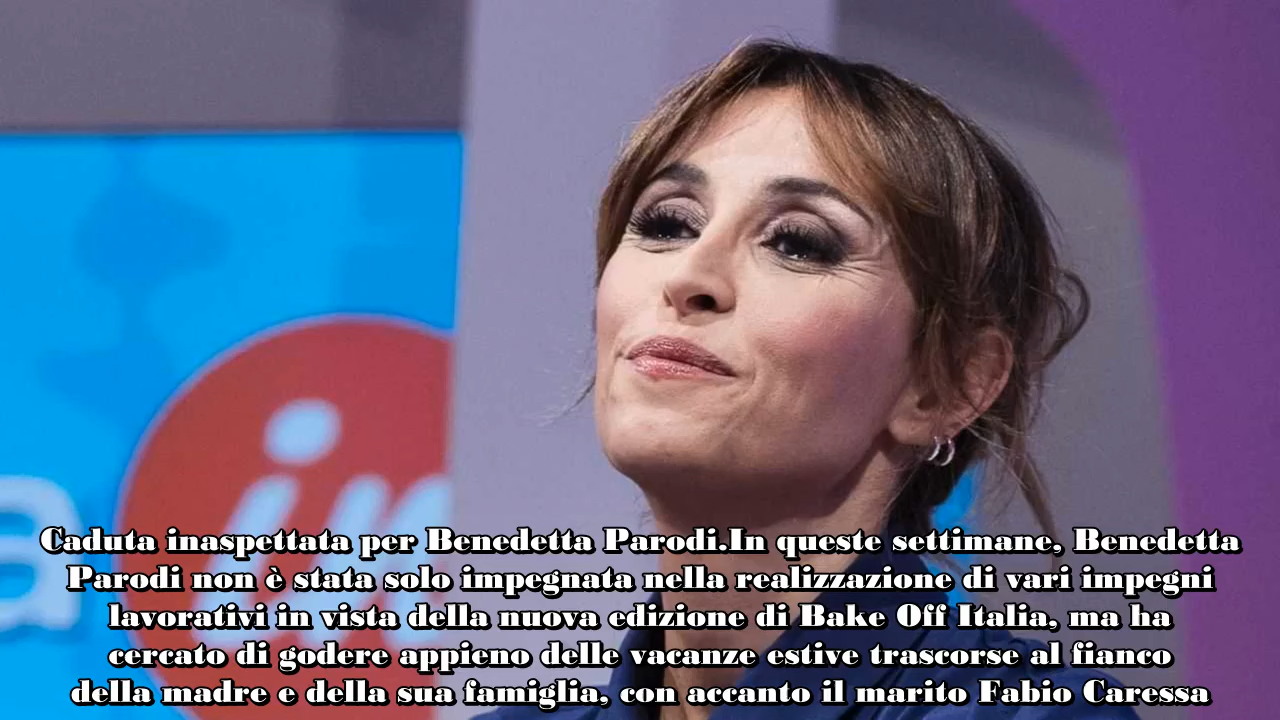 a
in
Caduta inaspettata per Benedetta Parodi.In queste settimane, Benedetta
Parodi non è stata solo impegnata nella realizzazione di vari impegni
lavorativi in vista della nuova edizione di Bake Off Italia, ma ha
cercato di godere appieno delle vacanze estive trascorse al fianco
della madre e della sua famiglia, con accanto il marito Fabio Caressa